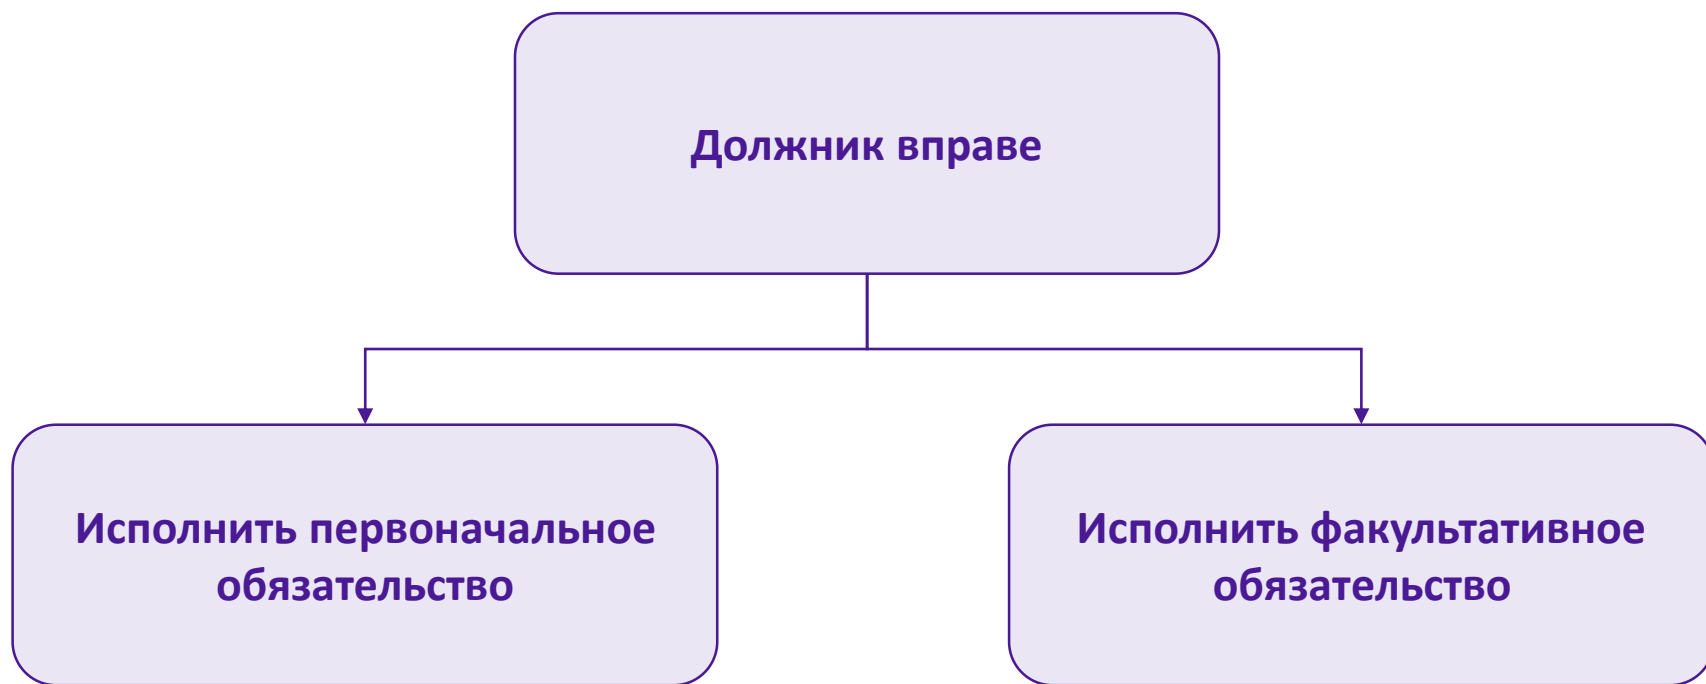 Должник вправе
Исполнить первоначальное
обязательство
Исполнить факультативное
обязательство